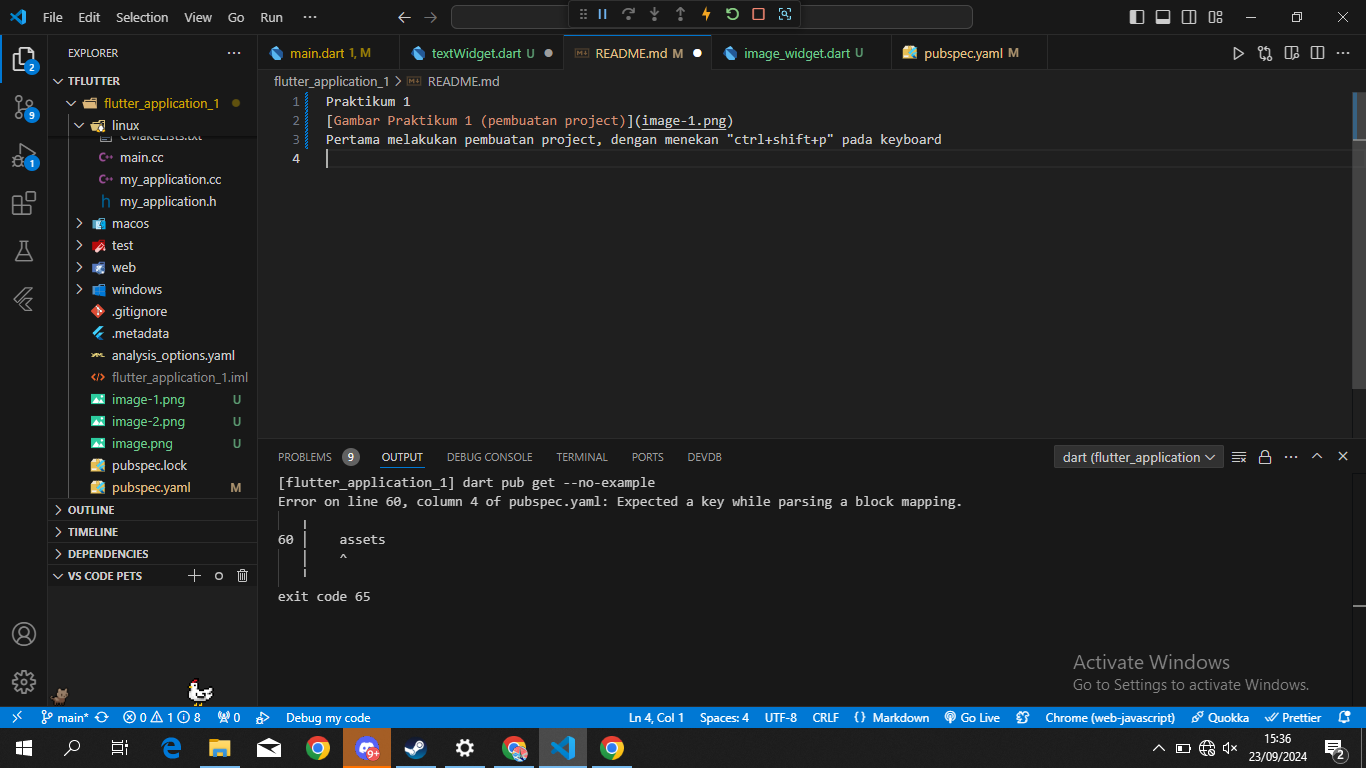 File Edit Selection View Go Run ···
EXPLORER ···
main.dart 1, M
textWidget.dart U
README.md M
image_widget.dart U
pubspec.yaml M
TFLUTTER
flutter_application_1 > README.md
flutter_application_1
linux
CMakeLists.txt
main.cc
my_application.cc
my_application.h
macos
test
web
windows
.gitignore
.metadata
analysis_options.yaml
flutter_application_1.iml
image-1.png U
image-2.png U
image.png U
pubspec.lock
pubspec.yaml M
OUTLINE
TIMELINE
DEPENDENCIES
VS CODE PETS
2
9
1
1 Praktikum 1
2 [Gambar Praktikum 1 (pembuatan project)](image-1.png)
3 Pertama melakukan pembuatan project, dengan menekan "ctrl+shift+p" pada keyboard
4
PROBLEMS 9 OUTPUT DEBUG CONSOLE TERMINAL PORTS DEVDB
dart (flutter_application
[flutter_application_1] dart pub get --no-example
Error on line 60, column 4 of pubspec.yaml: Expected a key while parsing a block mapping.
╷
60 │ assets
│ ^
╵
exit code 65
Activate Windows
Go to Settings to activate Windows.
main* 0 1 8 0 Debug my code
Ln 4, Col 1 Spaces: 4 UTF-8 CRLF {} Markdown Go Live Chrome (web-javascript) Quokka Prettier
9+
15:36
23/09/2024
2